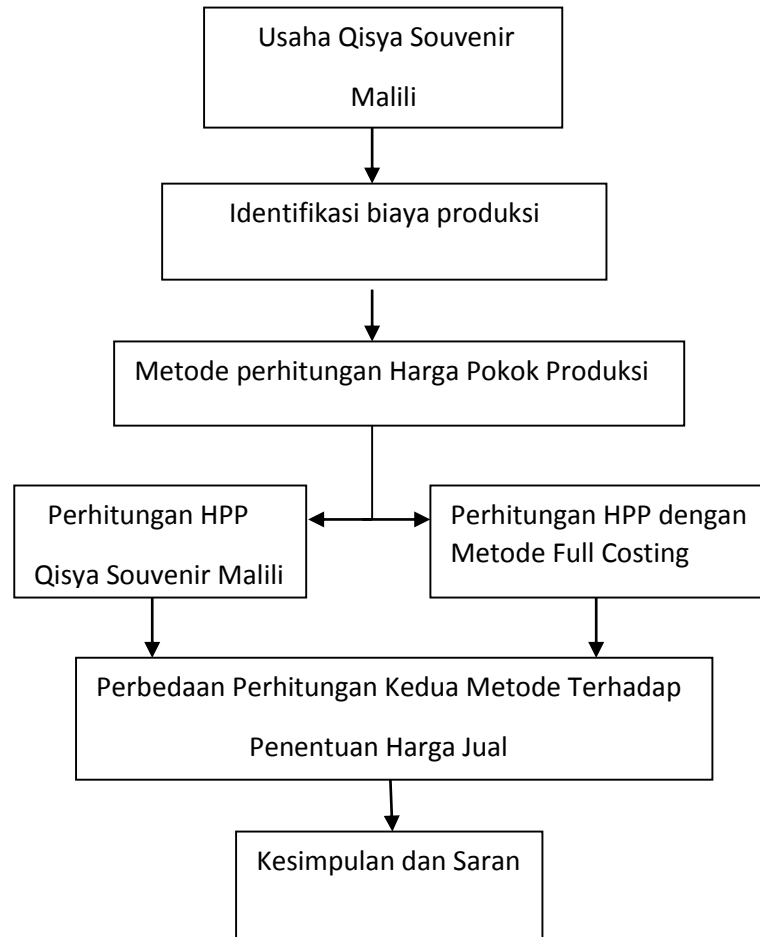 Usaha Qisya Souvenir
Malili
Identifikasi biaya produksi
Metode perhitungan Harga Pokok Produksi
Perhitungan HPP
Qisya Souvenir Malili
Perhitungan HPP dengan
Metode Full Costing
Perbedaan Perhitungan Kedua Metode Terhadap
Penentuan Harga Jual
Kesimpulan dan Saran